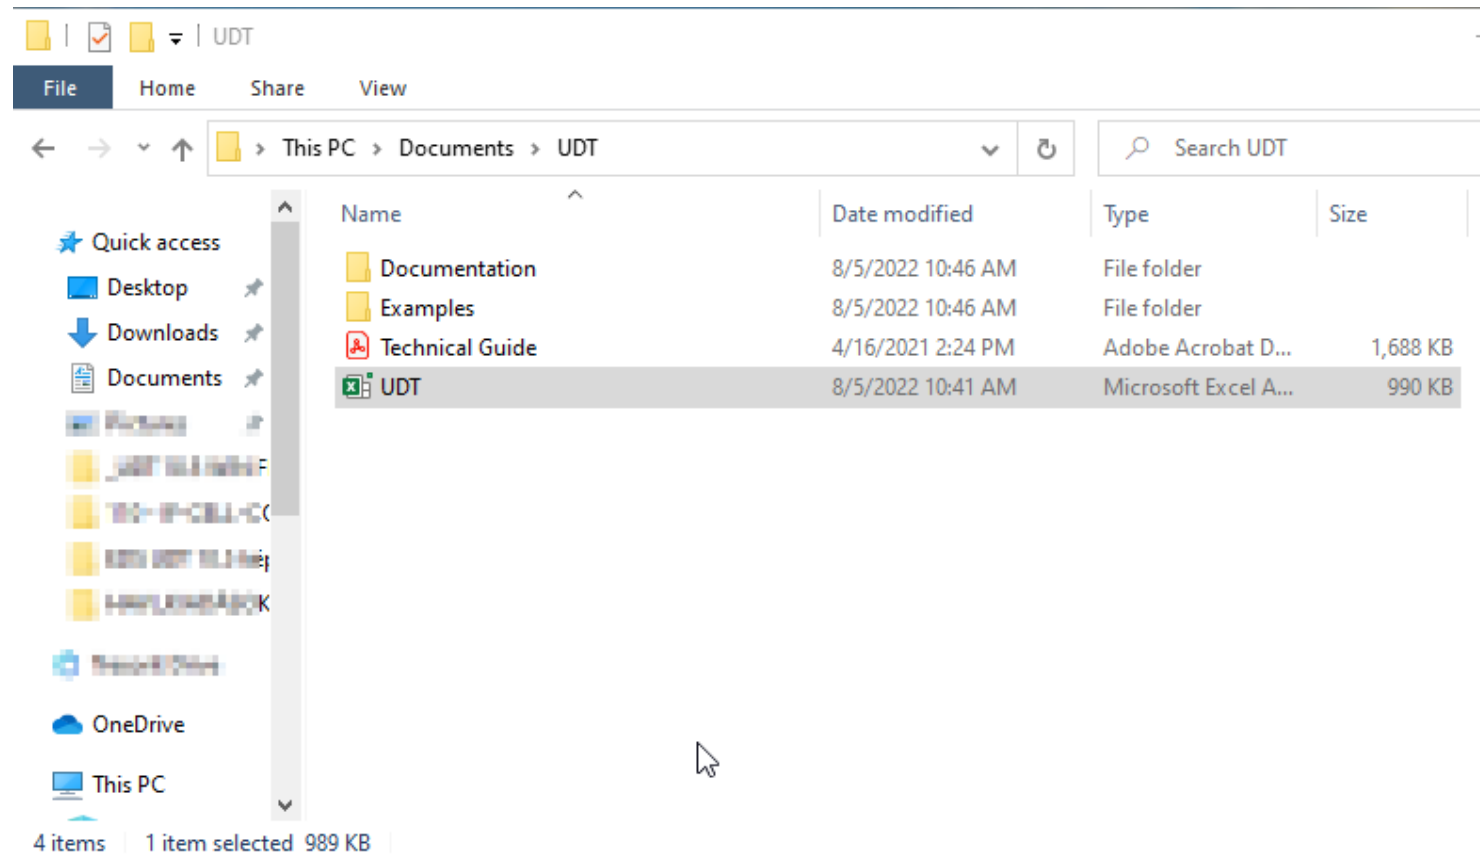 UDT
File Home Share View
This PC > Documents > UDT
Search UDT
Name Date modified Type Size
Quick access
Desktop
Downloads
Documents
Documentation 8/5/2022 10:46 AM File folder
Examples 8/5/2022 10:46 AM File folder
Technical Guide 4/16/2021 2:24 PM Adobe Acrobat D... 1,688 KB
UDT 8/5/2022 10:41 AM Microsoft Excel A... 990 KB
OneDrive
This PC
4 items 1 item selected 989 KB